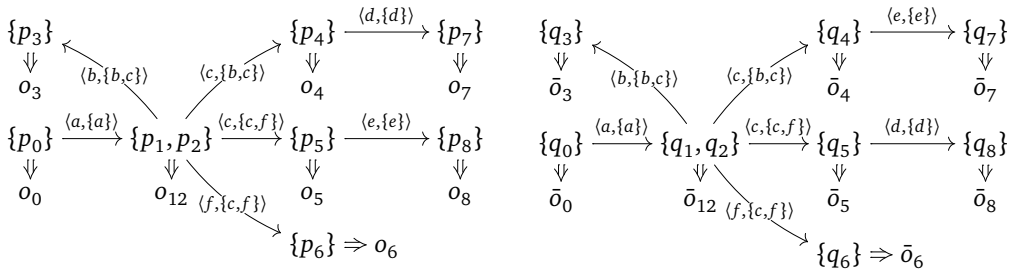 {p₃} {p₄} ⟨d,{d}⟩ {p₇} {q₃} {q₄} ⟨e,{e}⟩ {q₇}
⟨b,{b,c}⟩ ⟨c,{b,c}⟩ ⟨b,{b,c}⟩ ⟨c,{b,c}⟩
o₃ o₄ o₇ ō₃ ō₄ ō₇
{p₀} ⟨a,{a}⟩ {p₁, p₂} ⟨c,{c,f}⟩ {p₅} ⟨e,{e}⟩ {p₈} {q₀} ⟨a,{a}⟩ {q₁, q₂} ⟨c,{c,f}⟩ {q₅} ⟨d,{d}⟩ {q₈}
o₀ o₁₂ ⟨f,{c,f}⟩ o₅ o₈ ō₀ ō₁₂ ⟨f,{c,f}⟩ ō₅ ō₈
{p₆} ⇒ o₆ {q₆} ⇒ ō₆